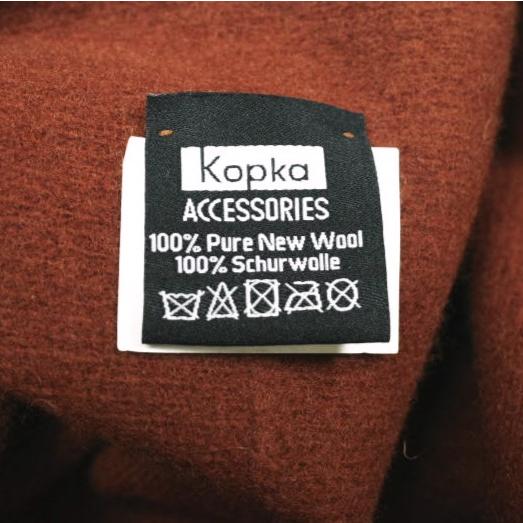 Kopka
ACCESSORIES
100% Pure New Wool
100% Schurwolle